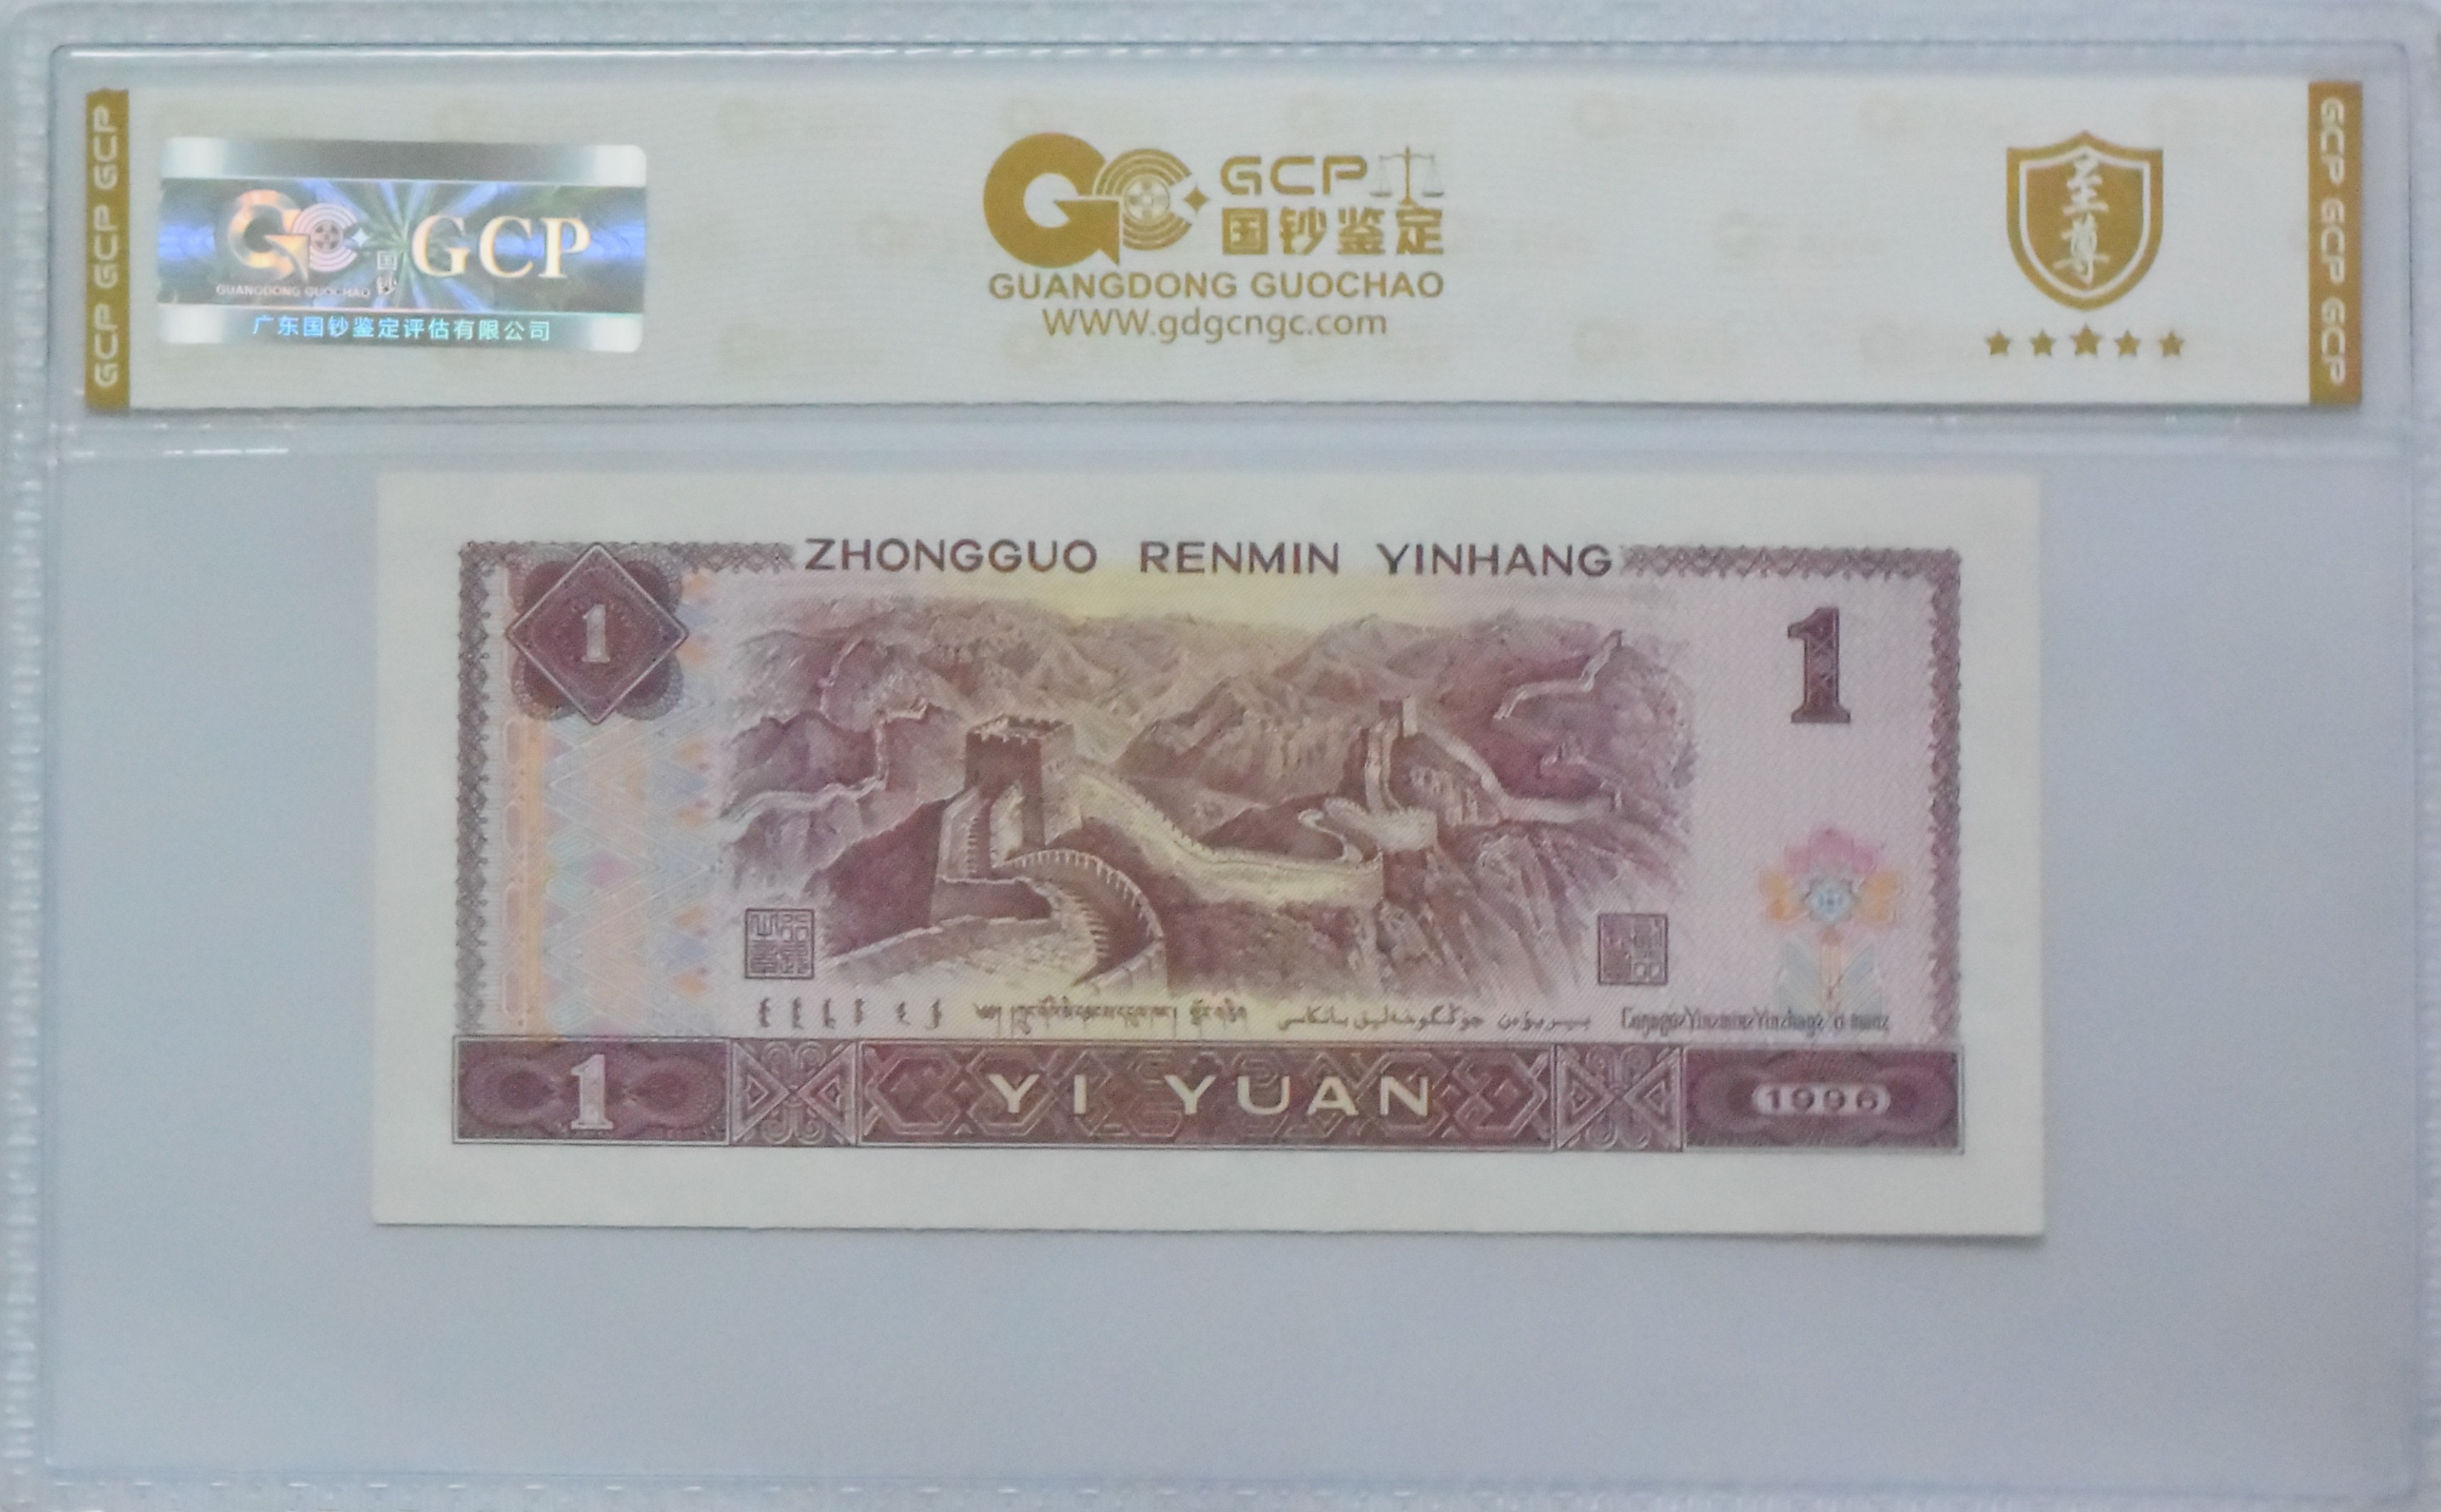 GCP GCP GCP
GCP
国钞
GUANGDONG GUOCHAO
广东国钞鉴定评估有限公司
GCP
国钞鉴定
GUANGDONG GUOCHAO
WWW.gdgcngc.com
至尊
GCP GCP GCP
ZHONGGUO RENMIN YINHANG
1
1
1
YI YUAN
1996